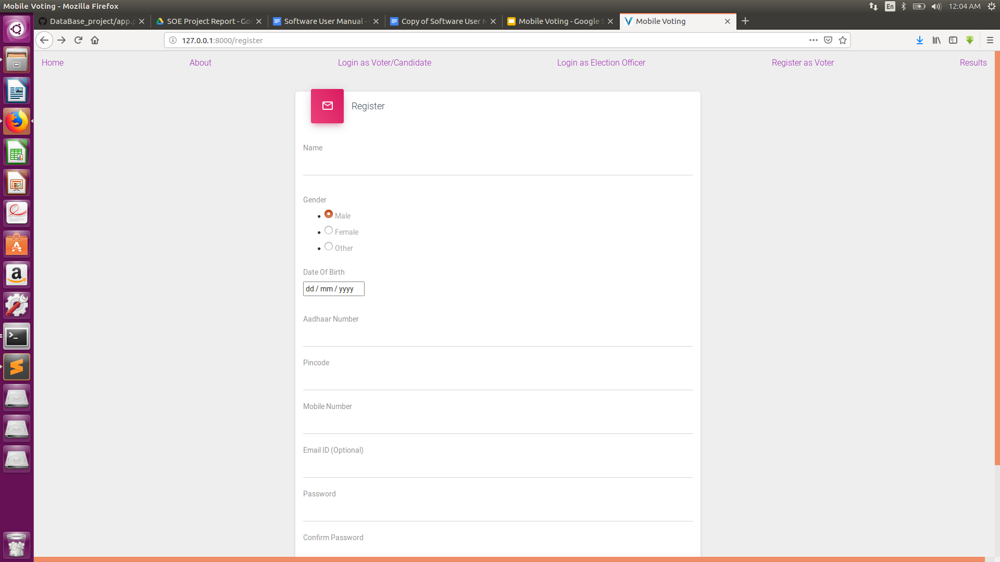 Mobile Voting - Mozilla Firefox
En
12:04 AM
DataBase_project/app.p
SOE Project Report - Goo
Software User Manual -
Copy of Software User M
Mobile Voting - Google S
Mobile Voting
127.0.0.1:8000/register
Home
About
Login as Voter/Candidate
Login as Election Officer
Register as Voter
Results
Register
Name
Gender
Male
Female
Other
Date Of Birth
dd / mm / yyyy
Aadhaar Number
Pincode
Mobile Number
Email ID (Optional)
Password
Confirm Password